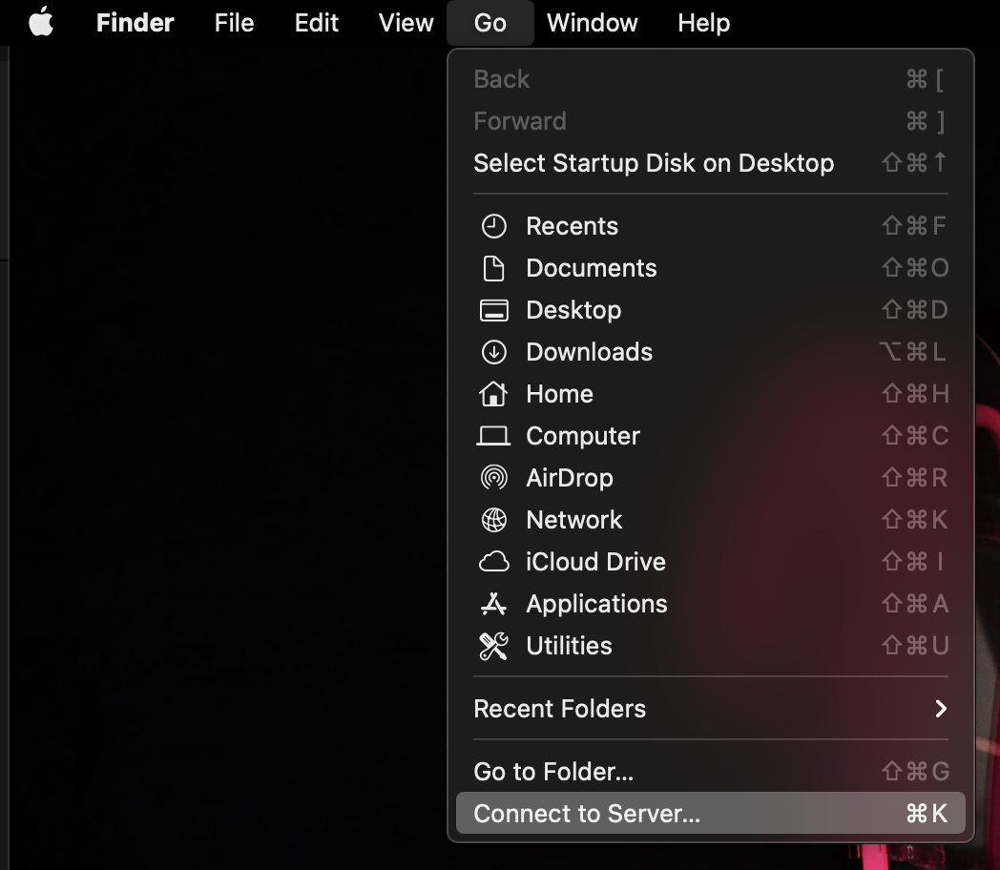 Finder File Edit View Go Window Help
Back ⌘ [
Forward ⌘ ]
Select Startup Disk on Desktop ⇧⌘↑
Recents ⇧⌘F
Documents ⇧⌘O
Desktop ⇧⌘D
Downloads ⌥⌘L
Home ⇧⌘H
Computer ⇧⌘C
AirDrop ⇧⌘R
Network ⇧⌘K
iCloud Drive ⇧⌘I
Applications ⇧⌘A
Utilities ⇧⌘U
Recent Folders
Go to Folder... ⇧⌘G
Connect to Server... ⌘K